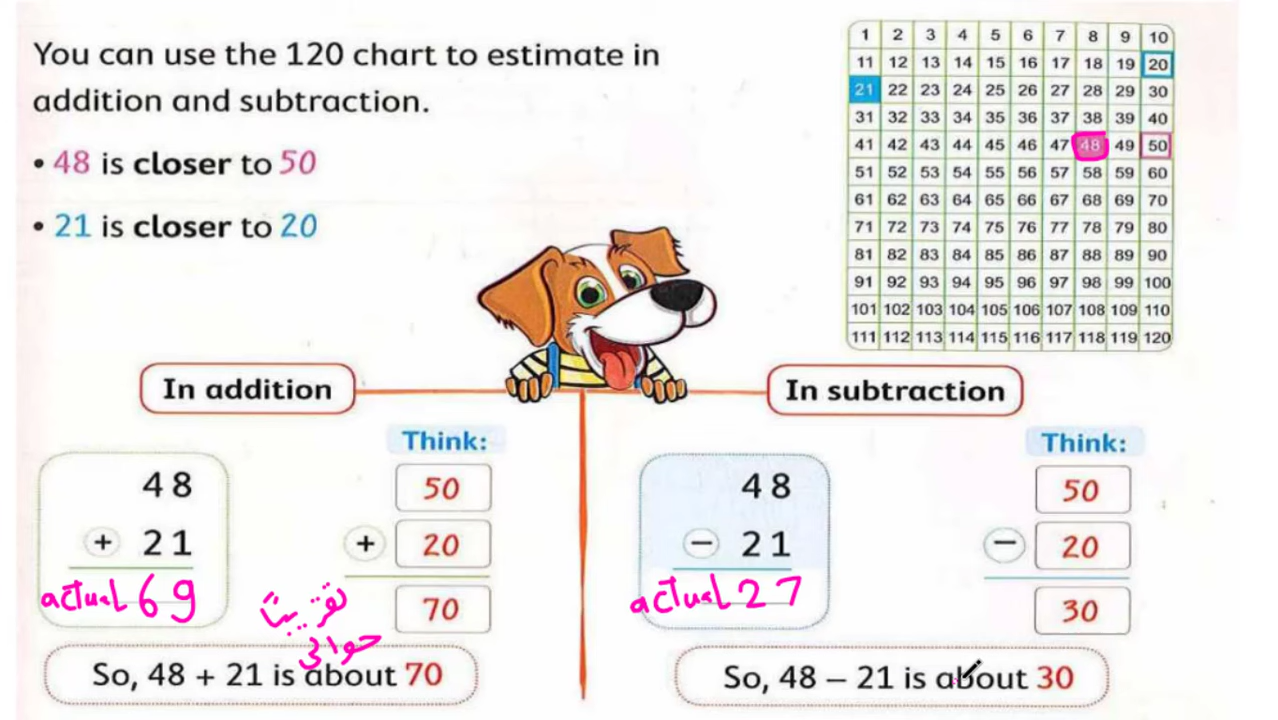 You can use the 120 chart to estimate in
addition and subtraction.
• 48 is closer to 50
• 21 is closer to 20
1 2 3 4 5 6 7 8 9 10
11 12 13 14 15 16 17 18 19 20
21 22 23 24 25 26 27 28 29 30
31 32 33 34 35 36 37 38 39 40
41 42 43 44 45 46 47 48 49 50
51 52 53 54 55 56 57 58 59 60
61 62 63 64 65 66 67 68 69 70
71 72 73 74 75 76 77 78 79 80
81 82 83 84 85 86 87 88 89 90
91 92 93 94 95 96 97 98 99 100
101 102 103 104 105 106 107 108 109 110
111 112 113 114 115 116 117 118 119 120
In addition
Think:
48
+ 21
actual 69
50
+ 20
70
تقريبًا
حوالي
So, 48 + 21 is about 70
In subtraction
Think:
48
− 21
actual 27
50
− 20
30
So, 48 − 21 is about 30